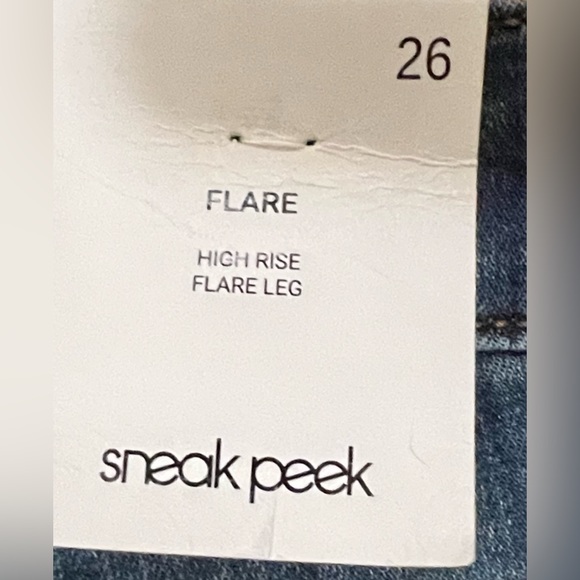 26
FLARE
HIGH RISE
FLARE LEG
sneak peek